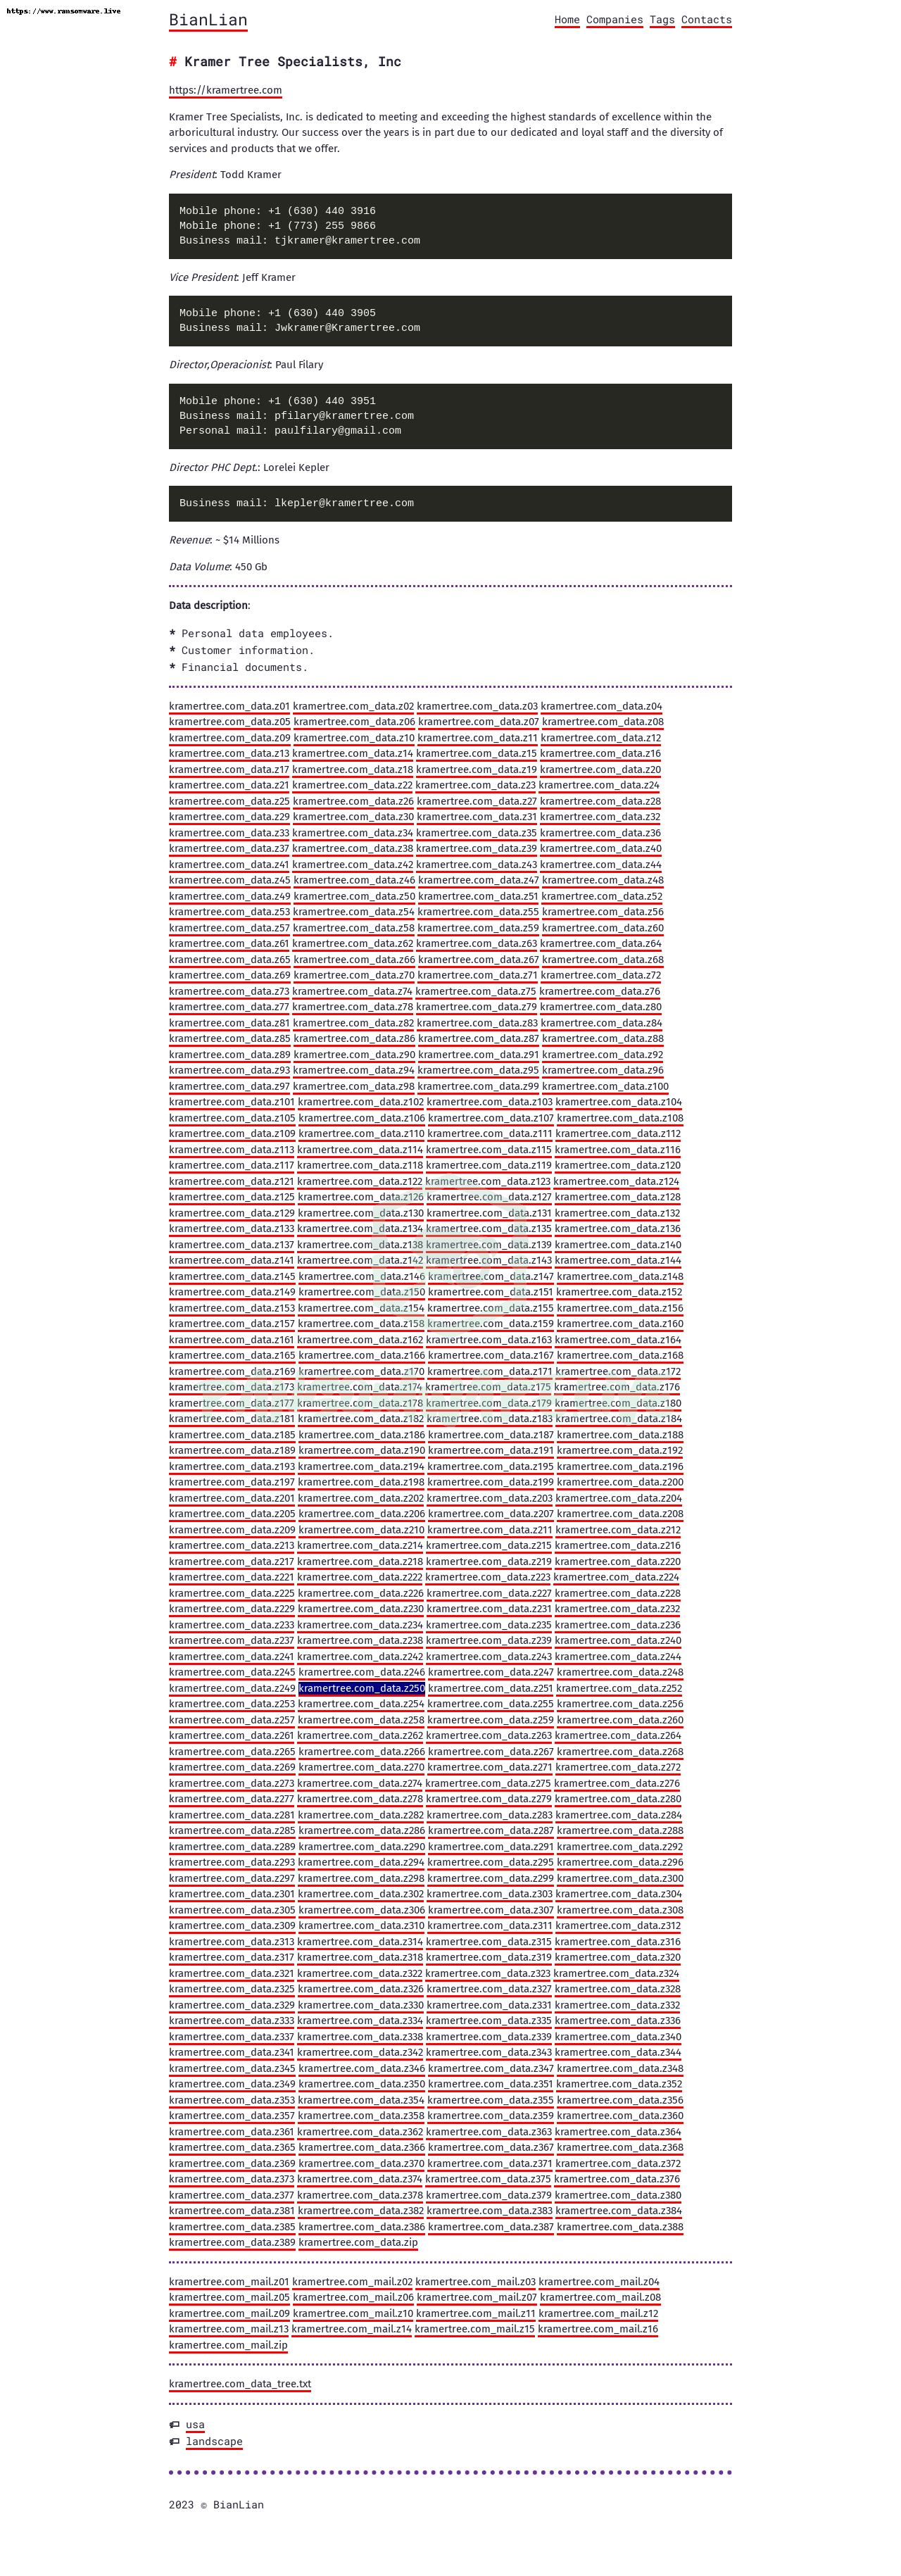 https://www.ransomware.live
BianLian
Home Companies Tags Contacts
# Kramer Tree Specialists, Inc
https://kramertree.com
Kramer Tree Specialists, Inc. is dedicated to meeting and exceeding the highest standards of excellence within the
arboricultural industry. Our success over the years is in part due to our dedicated and loyal staff and the diversity of
services and products that we offer.
President: Todd Kramer
Mobile phone: +1 (630) 440 3916
Mobile phone: +1 (773) 255 9866
Business mail: tjkramer@kramertree.com
Vice President: Jeff Kramer
Mobile phone: +1 (630) 440 3905
Business mail: Jwkramer@Kramertree.com
Director,Operacionist: Paul Filary
Mobile phone: +1 (630) 440 3951
Business mail: pfilary@kramertree.com
Personal mail: paulfilary@gmail.com
Director PHC Dept.: Lorelei Kepler
Business mail: lkepler@kramertree.com
Revenue: ~ $14 Millions
Data Volume: 450 Gb
Data description:
* Personal data employees.
* Customer information.
* Financial documents.
kramertree.com_data.z01 kramertree.com_data.z02 kramertree.com_data.z03 kramertree.com_data.z04
kramertree.com_data.z05 kramertree.com_data.z06 kramertree.com_data.z07 kramertree.com_data.z08
kramertree.com_data.z09 kramertree.com_data.z10 kramertree.com_data.z11 kramertree.com_data.z12
kramertree.com_data.z13 kramertree.com_data.z14 kramertree.com_data.z15 kramertree.com_data.z16
kramertree.com_data.z17 kramertree.com_data.z18 kramertree.com_data.z19 kramertree.com_data.z20
kramertree.com_data.z21 kramertree.com_data.z22 kramertree.com_data.z23 kramertree.com_data.z24
kramertree.com_data.z25 kramertree.com_data.z26 kramertree.com_data.z27 kramertree.com_data.z28
kramertree.com_data.z29 kramertree.com_data.z30 kramertree.com_data.z31 kramertree.com_data.z32
kramertree.com_data.z33 kramertree.com_data.z34 kramertree.com_data.z35 kramertree.com_data.z36
kramertree.com_data.z37 kramertree.com_data.z38 kramertree.com_data.z39 kramertree.com_data.z40
kramertree.com_data.z41 kramertree.com_data.z42 kramertree.com_data.z43 kramertree.com_data.z44
kramertree.com_data.z45 kramertree.com_data.z46 kramertree.com_data.z47 kramertree.com_data.z48
kramertree.com_data.z49 kramertree.com_data.z50 kramertree.com_data.z51 kramertree.com_data.z52
kramertree.com_data.z53 kramertree.com_data.z54 kramertree.com_data.z55 kramertree.com_data.z56
kramertree.com_data.z57 kramertree.com_data.z58 kramertree.com_data.z59 kramertree.com_data.z60
kramertree.com_data.z61 kramertree.com_data.z62 kramertree.com_data.z63 kramertree.com_data.z64
kramertree.com_data.z65 kramertree.com_data.z66 kramertree.com_data.z67 kramertree.com_data.z68
kramertree.com_data.z69 kramertree.com_data.z70 kramertree.com_data.z71 kramertree.com_data.z72
kramertree.com_data.z73 kramertree.com_data.z74 kramertree.com_data.z75 kramertree.com_data.z76
kramertree.com_data.z77 kramertree.com_data.z78 kramertree.com_data.z79 kramertree.com_data.z80
kramertree.com_data.z81 kramertree.com_data.z82 kramertree.com_data.z83 kramertree.com_data.z84
kramertree.com_data.z85 kramertree.com_data.z86 kramertree.com_data.z87 kramertree.com_data.z88
kramertree.com_data.z89 kramertree.com_data.z90 kramertree.com_data.z91 kramertree.com_data.z92
kramertree.com_data.z93 kramertree.com_data.z94 kramertree.com_data.z95 kramertree.com_data.z96
kramertree.com_data.z97 kramertree.com_data.z98 kramertree.com_data.z99 kramertree.com_data.z100
kramertree.com_data.z101 kramertree.com_data.z102 kramertree.com_data.z103 kramertree.com_data.z104
kramertree.com_data.z105 kramertree.com_data.z106 kramertree.com_data.z107 kramertree.com_data.z108
kramertree.com_data.z109 kramertree.com_data.z110 kramertree.com_data.z111 kramertree.com_data.z112
kramertree.com_data.z113 kramertree.com_data.z114 kramertree.com_data.z115 kramertree.com_data.z116
kramertree.com_data.z117 kramertree.com_data.z118 kramertree.com_data.z119 kramertree.com_data.z120
kramertree.com_data.z121 kramertree.com_data.z122 kramertree.com_data.z123 kramertree.com_data.z124
kramertree.com_data.z125 kramertree.com_data.z126 kramertree.com_data.z127 kramertree.com_data.z128
kramertree.com_data.z129 kramertree.com_data.z130 kramertree.com_data.z131 kramertree.com_data.z132
kramertree.com_data.z133 kramertree.com_data.z134 kramertree.com_data.z135 kramertree.com_data.z136
kramertree.com_data.z137 kramertree.com_data.z138 kramertree.com_data.z139 kramertree.com_data.z140
kramertree.com_data.z141 kramertree.com_data.z142 kramertree.com_data.z143 kramertree.com_data.z144
kramertree.com_data.z145 kramertree.com_data.z146 kramertree.com_data.z147 kramertree.com_data.z148
kramertree.com_data.z149 kramertree.com_data.z150 kramertree.com_data.z151 kramertree.com_data.z152
kramertree.com_data.z153 kramertree.com_data.z154 kramertree.com_data.z155 kramertree.com_data.z156
kramertree.com_data.z157 kramertree.com_data.z158 kramertree.com_data.z159 kramertree.com_data.z160
kramertree.com_data.z161 kramertree.com_data.z162 kramertree.com_data.z163 kramertree.com_data.z164
kramertree.com_data.z165 kramertree.com_data.z166 kramertree.com_data.z167 kramertree.com_data.z168
kramertree.com_data.z169 kramertree.com_data.z170 kramertree.com_data.z171 kramertree.com_data.z172
kramertree.com_data.z173 kramertree.com_data.z174 kramertree.com_data.z175 kramertree.com_data.z176
kramertree.com_data.z177 kramertree.com_data.z178 kramertree.com_data.z179 kramertree.com_data.z180
kramertree.com_data.z181 kramertree.com_data.z182 kramertree.com_data.z183 kramertree.com_data.z184
kramertree.com_data.z185 kramertree.com_data.z186 kramertree.com_data.z187 kramertree.com_data.z188
kramertree.com_data.z189 kramertree.com_data.z190 kramertree.com_data.z191 kramertree.com_data.z192
kramertree.com_data.z193 kramertree.com_data.z194 kramertree.com_data.z195 kramertree.com_data.z196
kramertree.com_data.z197 kramertree.com_data.z198 kramertree.com_data.z199 kramertree.com_data.z200
kramertree.com_data.z201 kramertree.com_data.z202 kramertree.com_data.z203 kramertree.com_data.z204
kramertree.com_data.z205 kramertree.com_data.z206 kramertree.com_data.z207 kramertree.com_data.z208
kramertree.com_data.z209 kramertree.com_data.z210 kramertree.com_data.z211 kramertree.com_data.z212
kramertree.com_data.z213 kramertree.com_data.z214 kramertree.com_data.z215 kramertree.com_data.z216
kramertree.com_data.z217 kramertree.com_data.z218 kramertree.com_data.z219 kramertree.com_data.z220
kramertree.com_data.z221 kramertree.com_data.z222 kramertree.com_data.z223 kramertree.com_data.z224
kramertree.com_data.z225 kramertree.com_data.z226 kramertree.com_data.z227 kramertree.com_data.z228
kramertree.com_data.z229 kramertree.com_data.z230 kramertree.com_data.z231 kramertree.com_data.z232
kramertree.com_data.z233 kramertree.com_data.z234 kramertree.com_data.z235 kramertree.com_data.z236
kramertree.com_data.z237 kramertree.com_data.z238 kramertree.com_data.z239 kramertree.com_data.z240
kramertree.com_data.z241 kramertree.com_data.z242 kramertree.com_data.z243 kramertree.com_data.z244
kramertree.com_data.z245 kramertree.com_data.z246 kramertree.com_data.z247 kramertree.com_data.z248
kramertree.com_data.z249 kramertree.com_data.z250 kramertree.com_data.z251 kramertree.com_data.z252
kramertree.com_data.z253 kramertree.com_data.z254 kramertree.com_data.z255 kramertree.com_data.z256
kramertree.com_data.z257 kramertree.com_data.z258 kramertree.com_data.z259 kramertree.com_data.z260
kramertree.com_data.z261 kramertree.com_data.z262 kramertree.com_data.z263 kramertree.com_data.z264
kramertree.com_data.z265 kramertree.com_data.z266 kramertree.com_data.z267 kramertree.com_data.z268
kramertree.com_data.z269 kramertree.com_data.z270 kramertree.com_data.z271 kramertree.com_data.z272
kramertree.com_data.z273 kramertree.com_data.z274 kramertree.com_data.z275 kramertree.com_data.z276
kramertree.com_data.z277 kramertree.com_data.z278 kramertree.com_data.z279 kramertree.com_data.z280
kramertree.com_data.z281 kramertree.com_data.z282 kramertree.com_data.z283 kramertree.com_data.z284
kramertree.com_data.z285 kramertree.com_data.z286 kramertree.com_data.z287 kramertree.com_data.z288
kramertree.com_data.z289 kramertree.com_data.z290 kramertree.com_data.z291 kramertree.com_data.z292
kramertree.com_data.z293 kramertree.com_data.z294 kramertree.com_data.z295 kramertree.com_data.z296
kramertree.com_data.z297 kramertree.com_data.z298 kramertree.com_data.z299 kramertree.com_data.z300
kramertree.com_data.z301 kramertree.com_data.z302 kramertree.com_data.z303 kramertree.com_data.z304
kramertree.com_data.z305 kramertree.com_data.z306 kramertree.com_data.z307 kramertree.com_data.z308
kramertree.com_data.z309 kramertree.com_data.z310 kramertree.com_data.z311 kramertree.com_data.z312
kramertree.com_data.z313 kramertree.com_data.z314 kramertree.com_data.z315 kramertree.com_data.z316
kramertree.com_data.z317 kramertree.com_data.z318 kramertree.com_data.z319 kramertree.com_data.z320
kramertree.com_data.z321 kramertree.com_data.z322 kramertree.com_data.z323 kramertree.com_data.z324
kramertree.com_data.z325 kramertree.com_data.z326 kramertree.com_data.z327 kramertree.com_data.z328
kramertree.com_data.z329 kramertree.com_data.z330 kramertree.com_data.z331 kramertree.com_data.z332
kramertree.com_data.z333 kramertree.com_data.z334 kramertree.com_data.z335 kramertree.com_data.z336
kramertree.com_data.z337 kramertree.com_data.z338 kramertree.com_data.z339 kramertree.com_data.z340
kramertree.com_data.z341 kramertree.com_data.z342 kramertree.com_data.z343 kramertree.com_data.z344
kramertree.com_data.z345 kramertree.com_data.z346 kramertree.com_data.z347 kramertree.com_data.z348
kramertree.com_data.z349 kramertree.com_data.z350 kramertree.com_data.z351 kramertree.com_data.z352
kramertree.com_data.z353 kramertree.com_data.z354 kramertree.com_data.z355 kramertree.com_data.z356
kramertree.com_data.z357 kramertree.com_data.z358 kramertree.com_data.z359 kramertree.com_data.z360
kramertree.com_data.z361 kramertree.com_data.z362 kramertree.com_data.z363 kramertree.com_data.z364
kramertree.com_data.z365 kramertree.com_data.z366 kramertree.com_data.z367 kramertree.com_data.z368
kramertree.com_data.z369 kramertree.com_data.z370 kramertree.com_data.z371 kramertree.com_data.z372
kramertree.com_data.z373 kramertree.com_data.z374 kramertree.com_data.z375 kramertree.com_data.z376
kramertree.com_data.z377 kramertree.com_data.z378 kramertree.com_data.z379 kramertree.com_data.z380
kramertree.com_data.z381 kramertree.com_data.z382 kramertree.com_data.z383 kramertree.com_data.z384
kramertree.com_data.z385 kramertree.com_data.z386 kramertree.com_data.z387 kramertree.com_data.z388
kramertree.com_data.z389 kramertree.com_data.zip
kramertree.com_mail.z01 kramertree.com_mail.z02 kramertree.com_mail.z03 kramertree.com_mail.z04
kramertree.com_mail.z05 kramertree.com_mail.z06 kramertree.com_mail.z07 kramertree.com_mail.z08
kramertree.com_mail.z09 kramertree.com_mail.z10 kramertree.com_mail.z11 kramertree.com_mail.z12
kramertree.com_mail.z13 kramertree.com_mail.z14 kramertree.com_mail.z15 kramertree.com_mail.z16
kramertree.com_mail.zip
kramertree.com_data_tree.txt
usa
landscape
2023 © BianLian